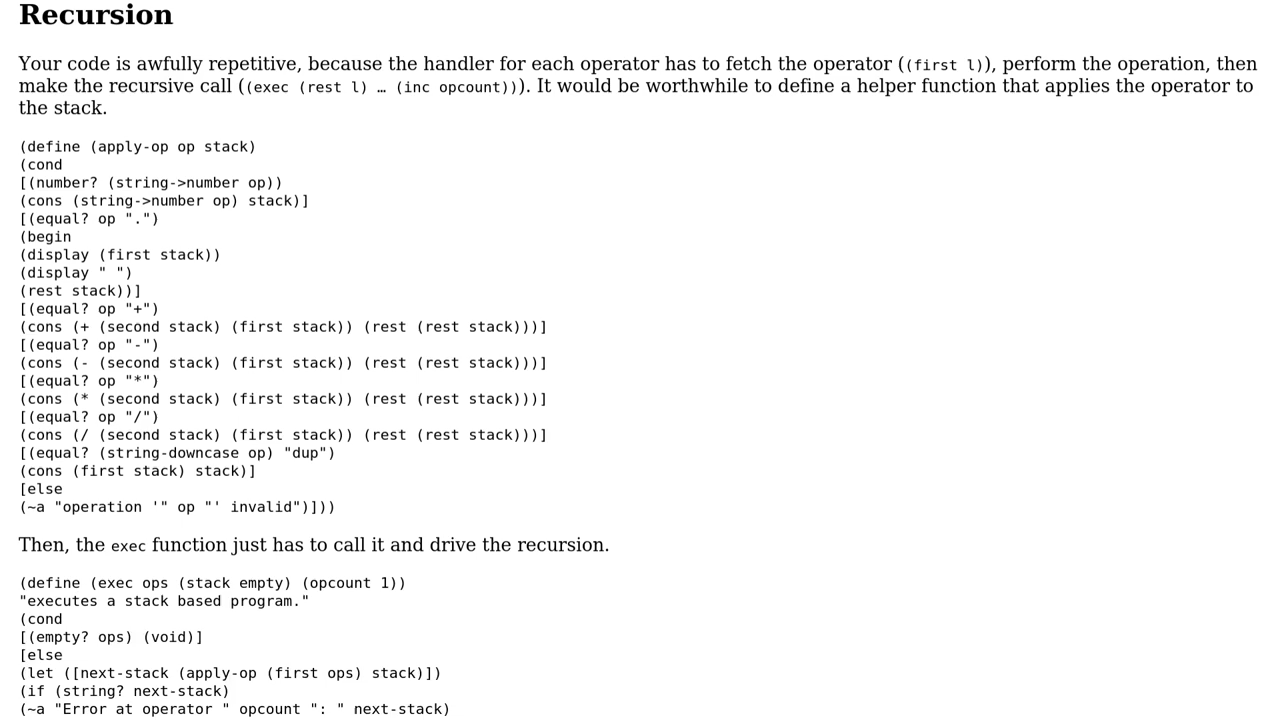 Recursion
Your code is awfully repetitive, because the handler for each operator has to fetch the operator ((first l)), perform the operation, then
make the recursive call ((exec (rest l) … (inc opcount))). It would be worthwhile to define a helper function that applies the operator to
the stack.
(define (apply-op op stack)
(cond
[(number? (string->number op))
(cons (string->number op) stack)]
[(equal? op ".")
(begin
(display (first stack))
(display " ")
(rest stack))]
[(equal? op "+")
(cons (+ (second stack) (first stack)) (rest (rest stack)))]
[(equal? op "-")
(cons (- (second stack) (first stack)) (rest (rest stack)))]
[(equal? op "*")
(cons (* (second stack) (first stack)) (rest (rest stack)))]
[(equal? op "/")
(cons (/ (second stack) (first stack)) (rest (rest stack)))]
[(equal? (string-downcase op) "dup")
(cons (first stack) stack)]
[else
(~a "operation '" op "' invalid")]))
Then, the exec function just has to call it and drive the recursion.
(define (exec ops (stack empty) (opcount 1))
"executes a stack based program."
(cond
[(empty? ops) (void)]
[else
(let ([next-stack (apply-op (first ops) stack)])
(if (string? next-stack)
(~a "Error at operator " opcount ": " next-stack)